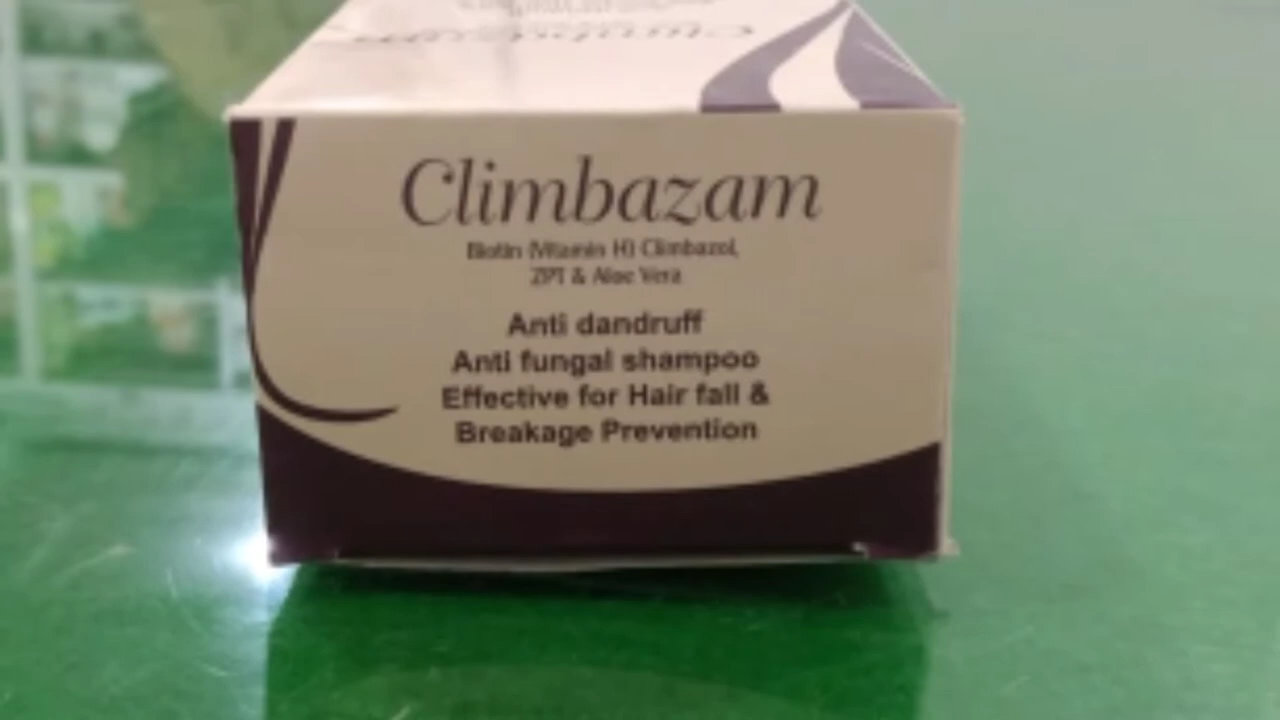 Climbazam
Biotin (Vitamin H) Climbazol,
ZPT & Aloe Vera
Anti dandruff
Anti fungal shampoo
Effective for Hair fall &
Breakage Prevention